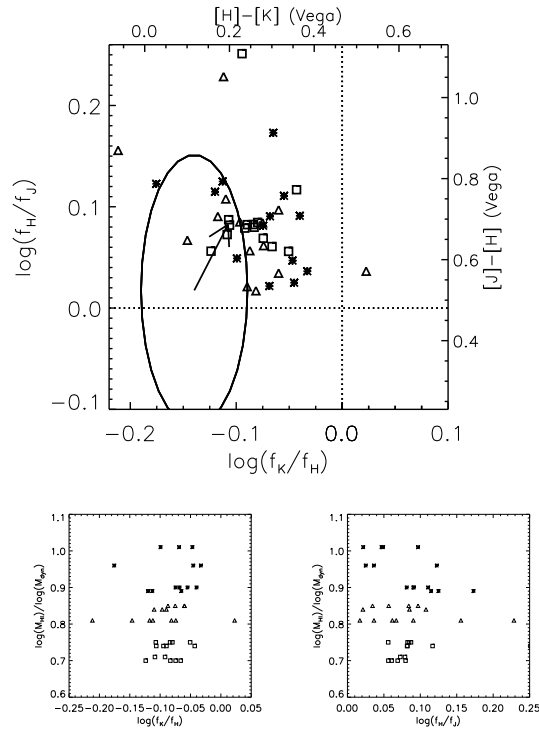 [H]−[K] (Vega)
0.0 0.2 0.4 0.6
0.2
0.1
0.0
−0.1
log(f_H/f_J)
1.0
0.8
0.6
0.4
[J]−[H] (Vega)
−0.2 −0.1 0.0 0.1
log(f_K/f_H)
1.1
1.0
0.9
0.8
0.7
0.6
log(M_HI)/log(M_dyn)
−0.25 −0.20 −0.15 −0.10 −0.05 0.00 0.05
log(f_K/f_H)
1.1
1.0
0.9
0.8
0.7
0.6
log(M_HI)/log(M_dyn)
0.00 0.05 0.10 0.15 0.20 0.25
log(f_H/f_J)